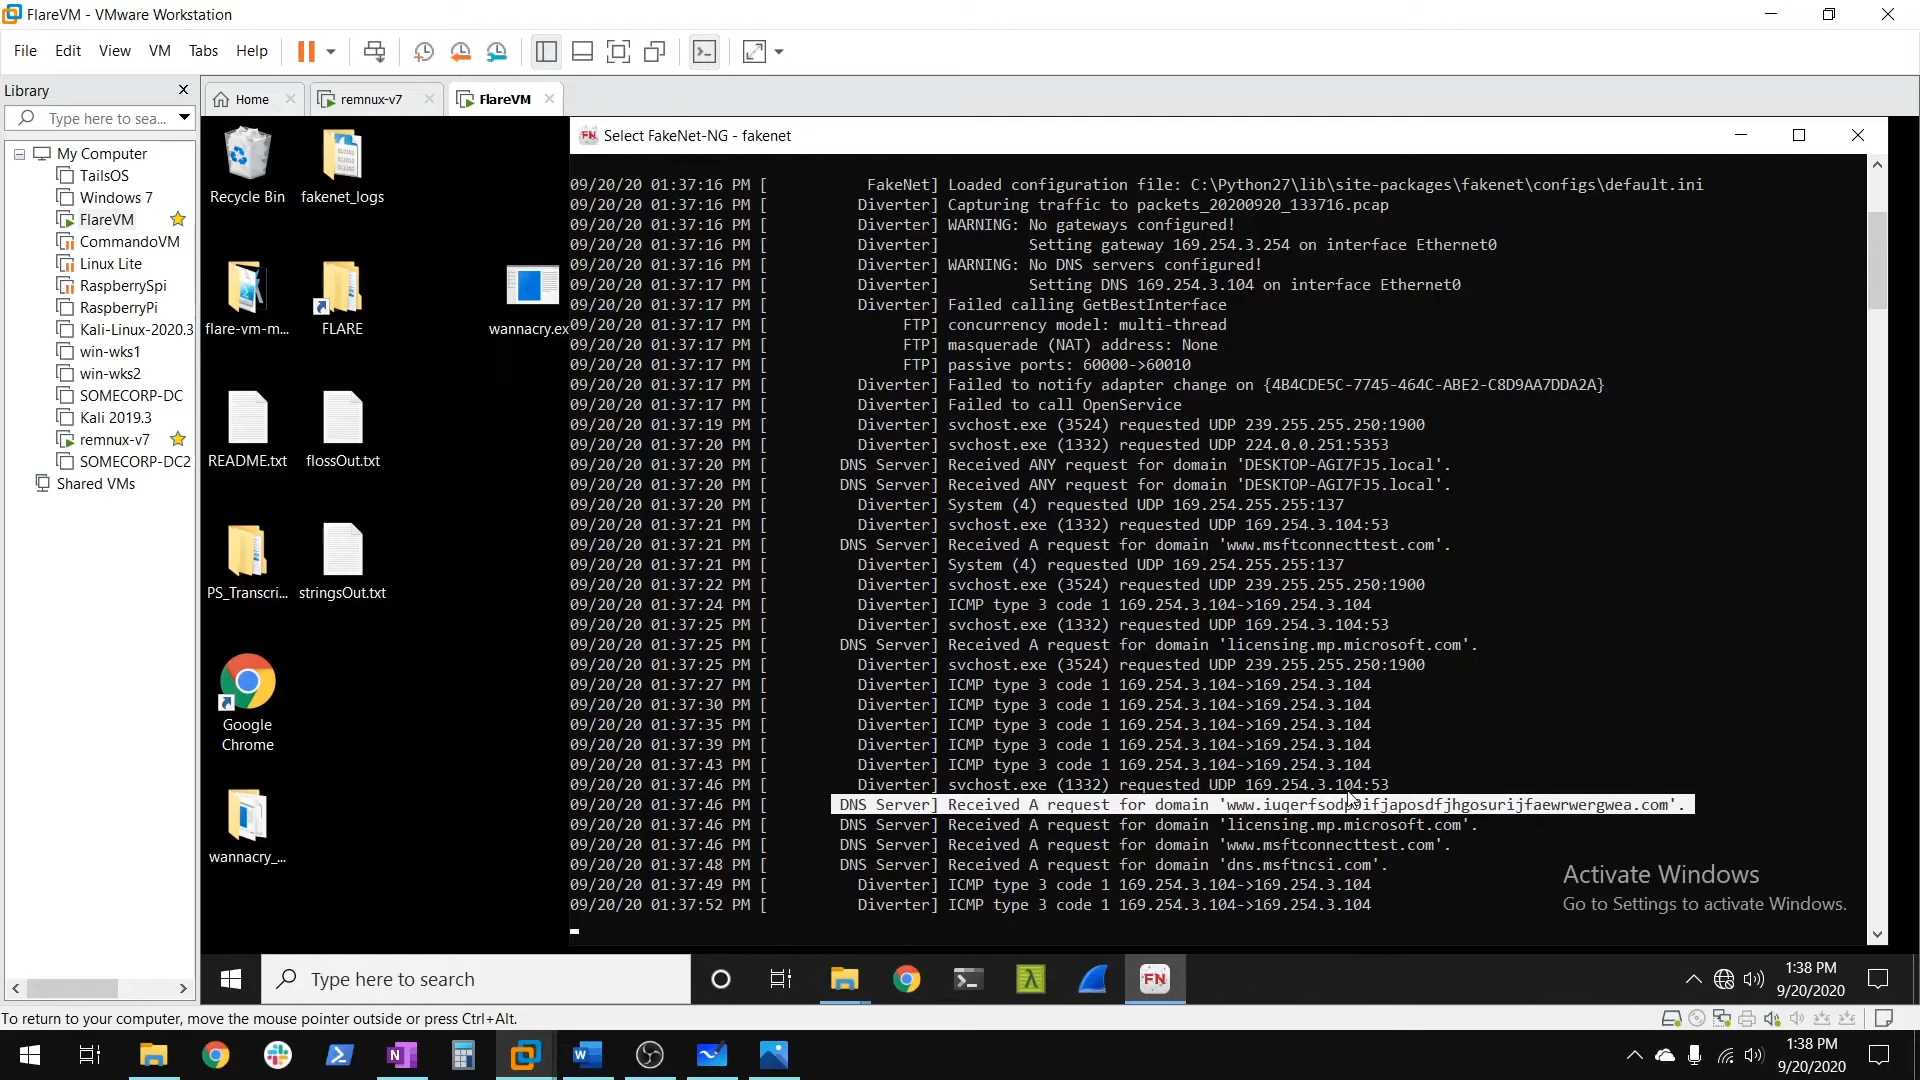 FlareVM - VMware Workstation
File Edit View VM Tabs Help
Library
Type here to sea...
My Computer
TailsOS
Windows 7
FlareVM
CommandoVM
Linux Lite
RaspberrySpi
RaspberryPi
Kali-Linux-2020.3
win-wks1
win-wks2
SOMECORP-DC
Kali 2019.3
remnux-v7
SOMECORP-DC2
Shared VMs
Home remnux-v7 FlareVM
Recycle Bin
fakenet_logs
flare-vm-m...
FLARE
wannacry.ex
README.txt
flossOut.txt
PS_Transcri...
stringsOut.txt
Google
Chrome
wannacry_...
FN Select FakeNet-NG - fakenet
09/20/20 01:37:16 PM [ FakeNet] Loaded configuration file: C:\Python27\lib\site-packages\fakenet\configs\default.ini
09/20/20 01:37:16 PM [ Diverter] Capturing traffic to packets_20200920_133716.pcap
09/20/20 01:37:16 PM [ Diverter] WARNING: No gateways configured!
09/20/20 01:37:16 PM [ Diverter] Setting gateway 169.254.3.254 on interface Ethernet0
09/20/20 01:37:16 PM [ Diverter] WARNING: No DNS servers configured!
09/20/20 01:37:17 PM [ Diverter] Setting DNS 169.254.3.104 on interface Ethernet0
09/20/20 01:37:17 PM [ Diverter] Failed calling GetBestInterface
09/20/20 01:37:17 PM [ FTP] concurrency model: multi-thread
09/20/20 01:37:17 PM [ FTP] masquerade (NAT) address: None
09/20/20 01:37:17 PM [ FTP] passive ports: 60000->60010
09/20/20 01:37:17 PM [ Diverter] Failed to notify adapter change on {4B4CDE5C-7745-464C-ABE2-C8D9AA7DDA2A}
09/20/20 01:37:17 PM [ Diverter] Failed to call OpenService
09/20/20 01:37:19 PM [ Diverter] svchost.exe (3524) requested UDP 239.255.255.250:1900
09/20/20 01:37:20 PM [ Diverter] svchost.exe (1332) requested UDP 224.0.0.251:5353
09/20/20 01:37:20 PM [ DNS Server] Received ANY request for domain 'DESKTOP-AGI7FJ5.local'.
09/20/20 01:37:20 PM [ DNS Server] Received ANY request for domain 'DESKTOP-AGI7FJ5.local'.
09/20/20 01:37:20 PM [ Diverter] System (4) requested UDP 169.254.255.255:137
09/20/20 01:37:21 PM [ Diverter] svchost.exe (1332) requested UDP 169.254.3.104:53
09/20/20 01:37:21 PM [ DNS Server] Received A request for domain 'www.msftconnecttest.com'.
09/20/20 01:37:21 PM [ Diverter] System (4) requested UDP 169.254.255.255:137
09/20/20 01:37:22 PM [ Diverter] svchost.exe (3524) requested UDP 239.255.255.250:1900
09/20/20 01:37:24 PM [ Diverter] ICMP type 3 code 1 169.254.3.104->169.254.3.104
09/20/20 01:37:25 PM [ Diverter] svchost.exe (1332) requested UDP 169.254.3.104:53
09/20/20 01:37:25 PM [ DNS Server] Received A request for domain 'licensing.mp.microsoft.com'.
09/20/20 01:37:25 PM [ Diverter] svchost.exe (3524) requested UDP 239.255.255.250:1900
09/20/20 01:37:27 PM [ Diverter] ICMP type 3 code 1 169.254.3.104->169.254.3.104
09/20/20 01:37:30 PM [ Diverter] ICMP type 3 code 1 169.254.3.104->169.254.3.104
09/20/20 01:37:35 PM [ Diverter] ICMP type 3 code 1 169.254.3.104->169.254.3.104
09/20/20 01:37:39 PM [ Diverter] ICMP type 3 code 1 169.254.3.104->169.254.3.104
09/20/20 01:37:43 PM [ Diverter] ICMP type 3 code 1 169.254.3.104->169.254.3.104
09/20/20 01:37:46 PM [ Diverter] svchost.exe (1332) requested UDP 169.254.3.104:53
09/20/20 01:37:46 PM [ DNS Server] Received A request for domain 'www.iuqerfsodp9ifjaposdfjhgosurijfaewrwergwea.com'.
09/20/20 01:37:46 PM [ DNS Server] Received A request for domain 'licensing.mp.microsoft.com'.
09/20/20 01:37:46 PM [ DNS Server] Received A request for domain 'www.msftconnecttest.com'.
09/20/20 01:37:48 PM [ DNS Server] Received A request for domain 'dns.msftncsi.com'.
09/20/20 01:37:49 PM [ Diverter] ICMP type 3 code 1 169.254.3.104->169.254.3.104
09/20/20 01:37:52 PM [ Diverter] ICMP type 3 code 1 169.254.3.104->169.254.3.104
Activate Windows
Go to Settings to activate Windows.
Type here to search
FN
1:38 PM
9/20/2020
To return to your computer, move the mouse pointer outside or press Ctrl+Alt.
1:38 PM
9/20/2020